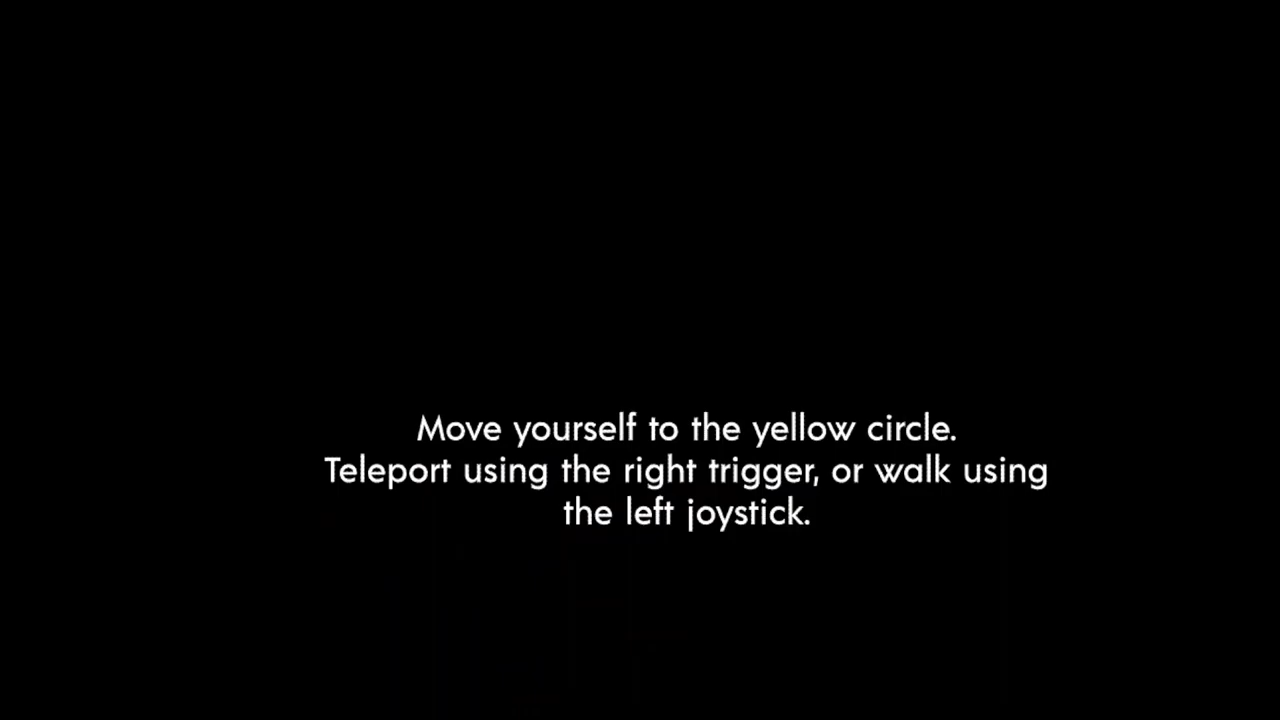 Move yourself to the yellow circle.
Teleport using the right trigger, or walk using
the left joystick.